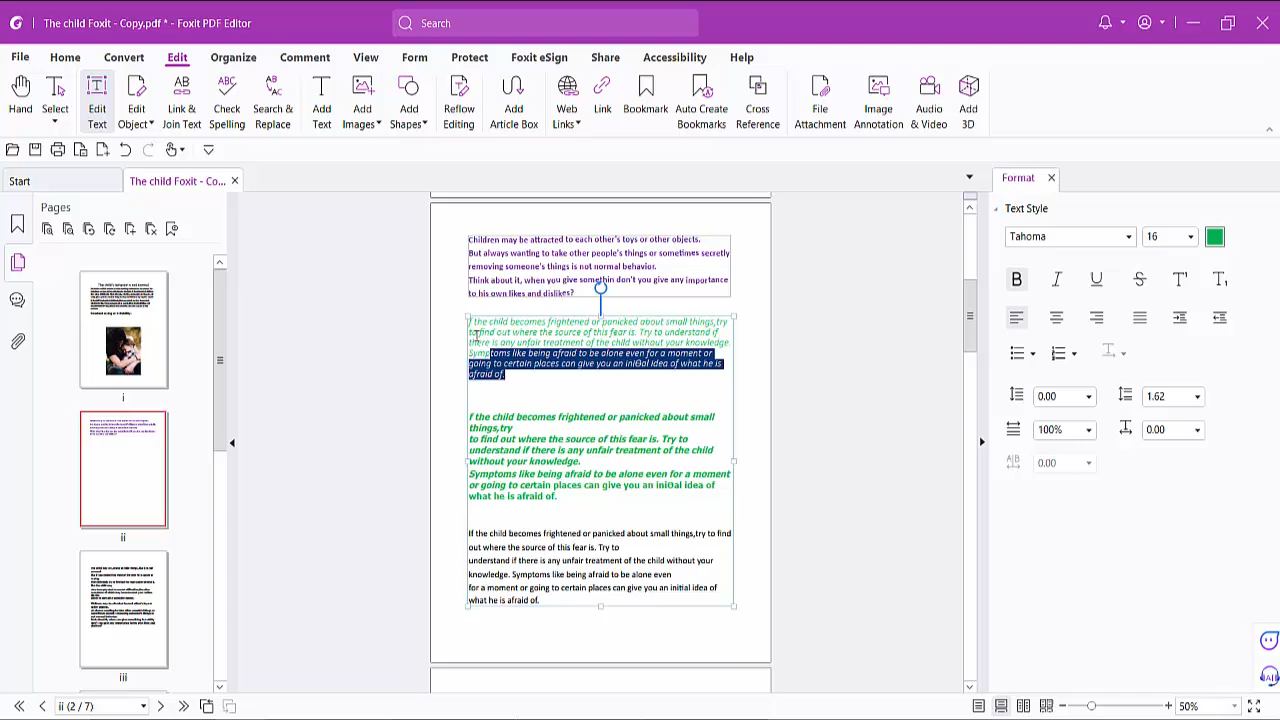 The child Foxit - Copy.pdf * - Foxit PDF Editor
Search
File Home Convert Edit Organize Comment View Form Protect Foxit eSign Share Accessibility Help
Hand
Select
Edit Text
Edit Object
Link & Join Text
Check Spelling
Search & Replace
Add Text
Add Images
Add Shapes
Reflow Editing
Add Article Box
Web Links
Link
Bookmark
Auto Create Bookmarks
Cross Reference
File Attachment
Image Annotation
Audio & Video
Add 3D
Start
The child Foxit - Co...
Pages
i
ii
iii
Children may be attracted to each other's toys or other objects.
But always wanting to take other people's things or sometimes secretly
removing someone's things is not normal behavior.
Think about it, when you give somethin don't you give any importance
to his own likes and dislikes?
f the child becomes frightened or panicked about small things,try
to find out where the source of this fear is. Try to understand if
there is any unfair treatment of the child without your knowledge.
Symptoms like being afraid to be alone even for a moment or
going to certain places can give you an iniƟal idea of what he is
afraid of.
f the child becomes frightened or panicked about small
things,try
to find out where the source of this fear is. Try to
understand if there is any unfair treatment of the child
without your knowledge.
Symptoms like being afraid to be alone even for a moment
or going to certain places can give you an iniƟal idea of
what he is afraid of.
If the child becomes frightened or panicked about small things,try to find
out where the source of this fear is. Try to
understand if there is any unfair treatment of the child without your
knowledge. Symptoms like being afraid to be alone even
for a moment or going to certain places can give you an initial idea of
what he is afraid of.
Format
Text Style
Tahoma 16
B I U S T' T,
0.00 1.62
100% 0.00
0.00
ii (2 / 7)
50%